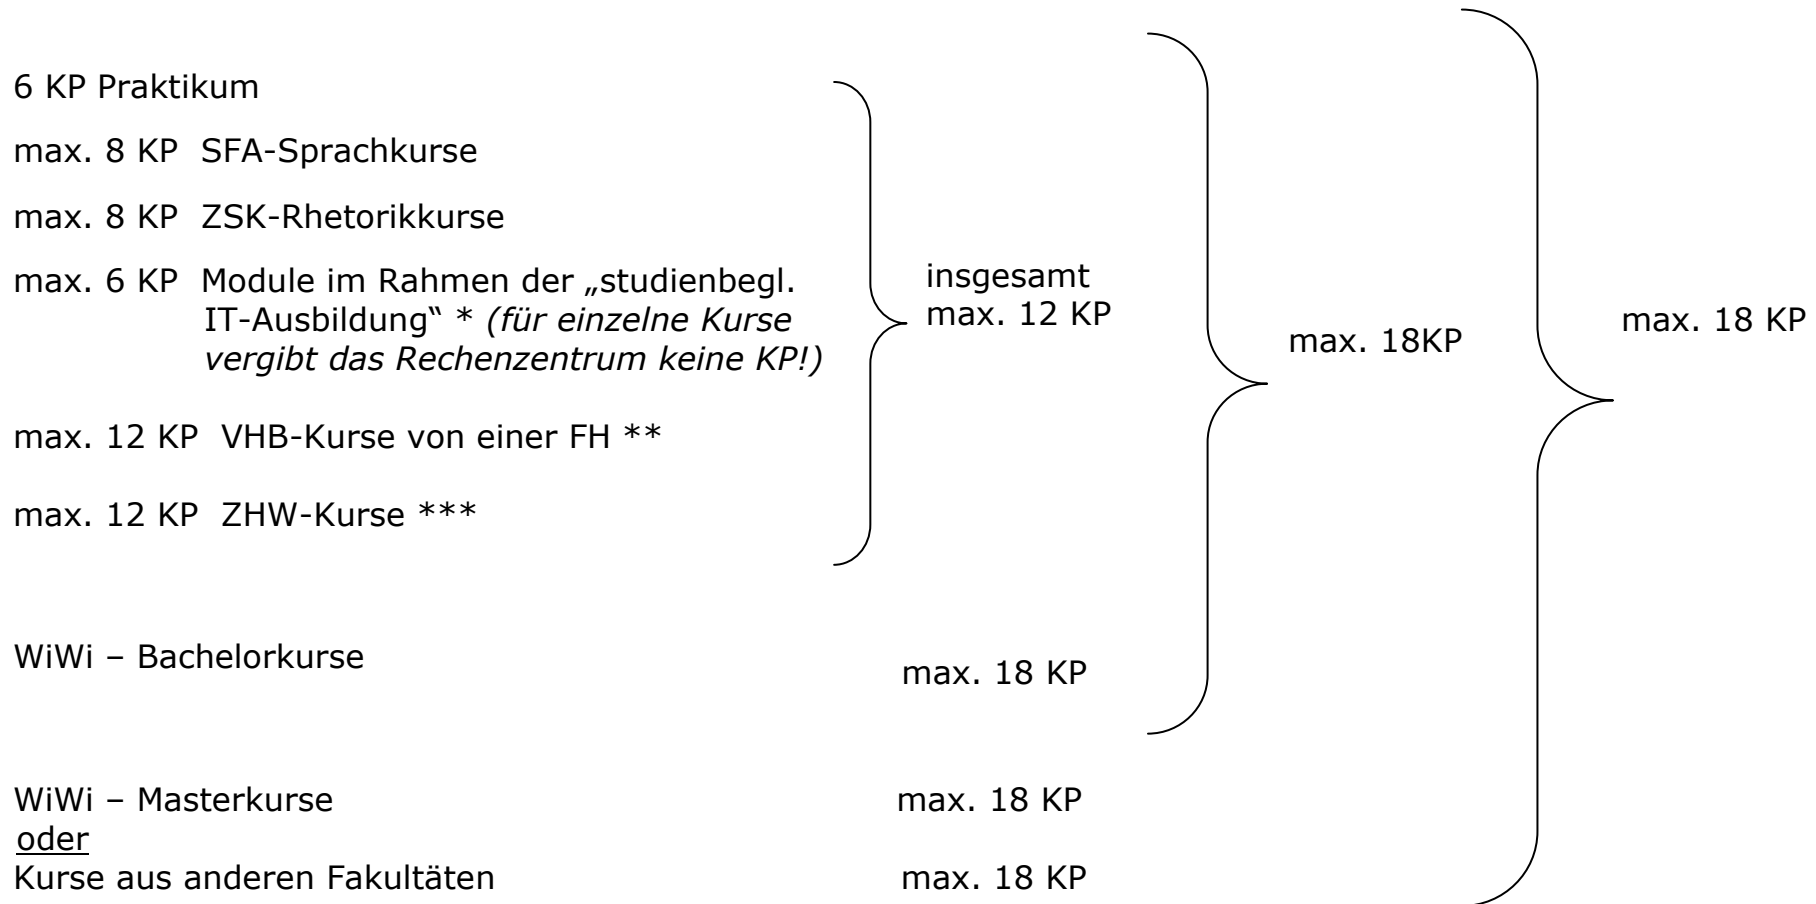 6 KP Praktikum
max. 8 KP SFA-Sprachkurse
max. 8 KP ZSK-Rhetorikkurse
max. 6 KP Module im Rahmen der „studienbegl.
IT-Ausbildung“ * (für einzelne Kurse
vergibt das Rechenzentrum keine KP!)
max. 12 KP VHB-Kurse von einer FH **
max. 12 KP ZHW-Kurse ***
insgesamt
max. 12 KP
WiWi – Bachelorkurse
max. 18 KP
max. 18KP
WiWi – Masterkurse
max. 18 KP
oder
Kurse aus anderen Fakultäten
max. 18 KP
max. 18 KP